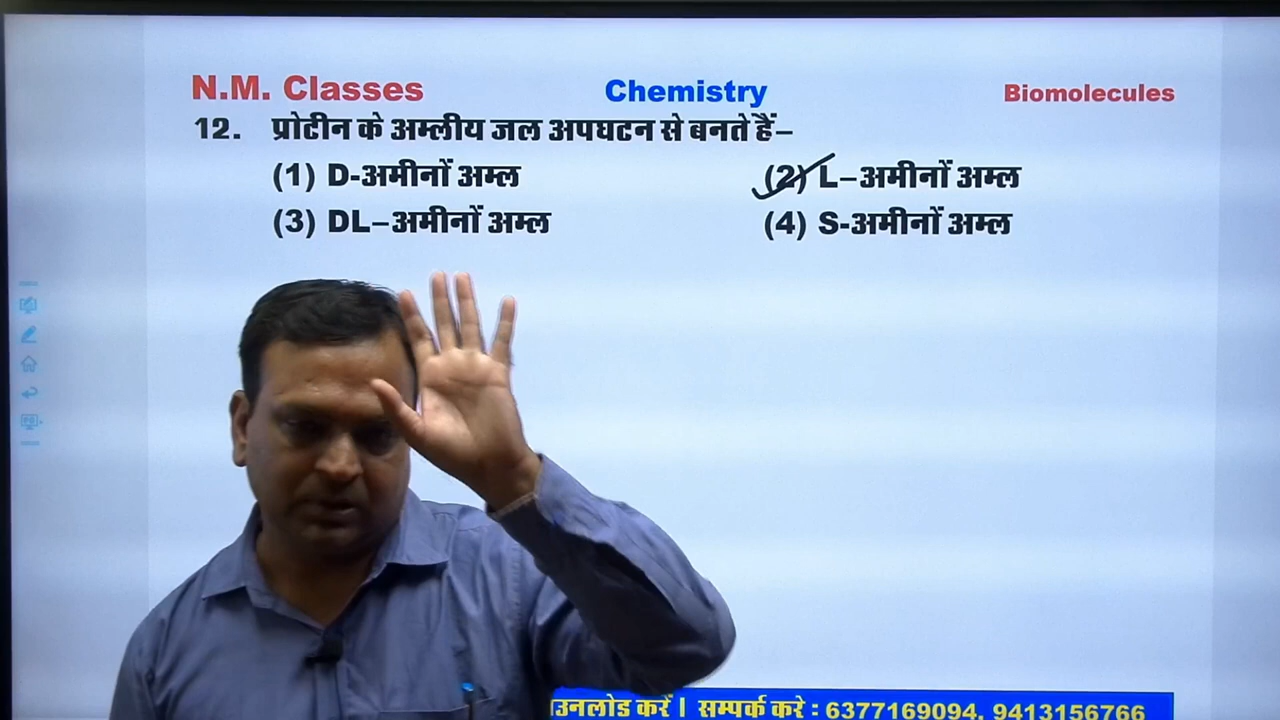 N.M. Classes Chemistry Biomolecules
12. प्रोटीन के अम्लीय जल अपघटन से बनते हैं–
(1) D-अमीनों अम्ल (2) L–अमीनों अम्ल
(3) DL–अमीनों अम्ल (4) S-अमीनों अम्ल
करें। सम्पर्क करे : 6377169094, 9413156766